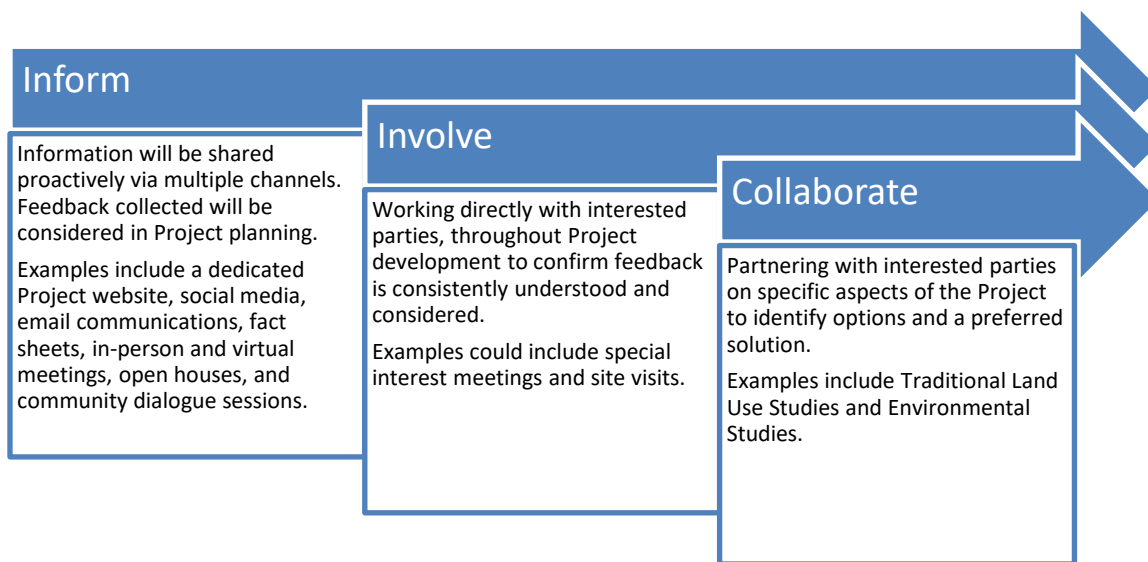 Inform
Information will be shared
proactively via multiple channels.
Feedback collected will be
considered in Project planning.
Examples include a dedicated
Project website, social media,
email communications, fact
sheets, in-person and virtual
meetings, open houses, and
community dialogue sessions.
Involve
Working directly with interested
parties, throughout Project
development to confirm feedback
is consistently understood and
considered.
Examples could include special
interest meetings and site visits.
Collaborate
Partnering with interested parties
on specific aspects of the Project
to identify options and a preferred
solution.
Examples include Traditional Land
Use Studies and Environmental
Studies.